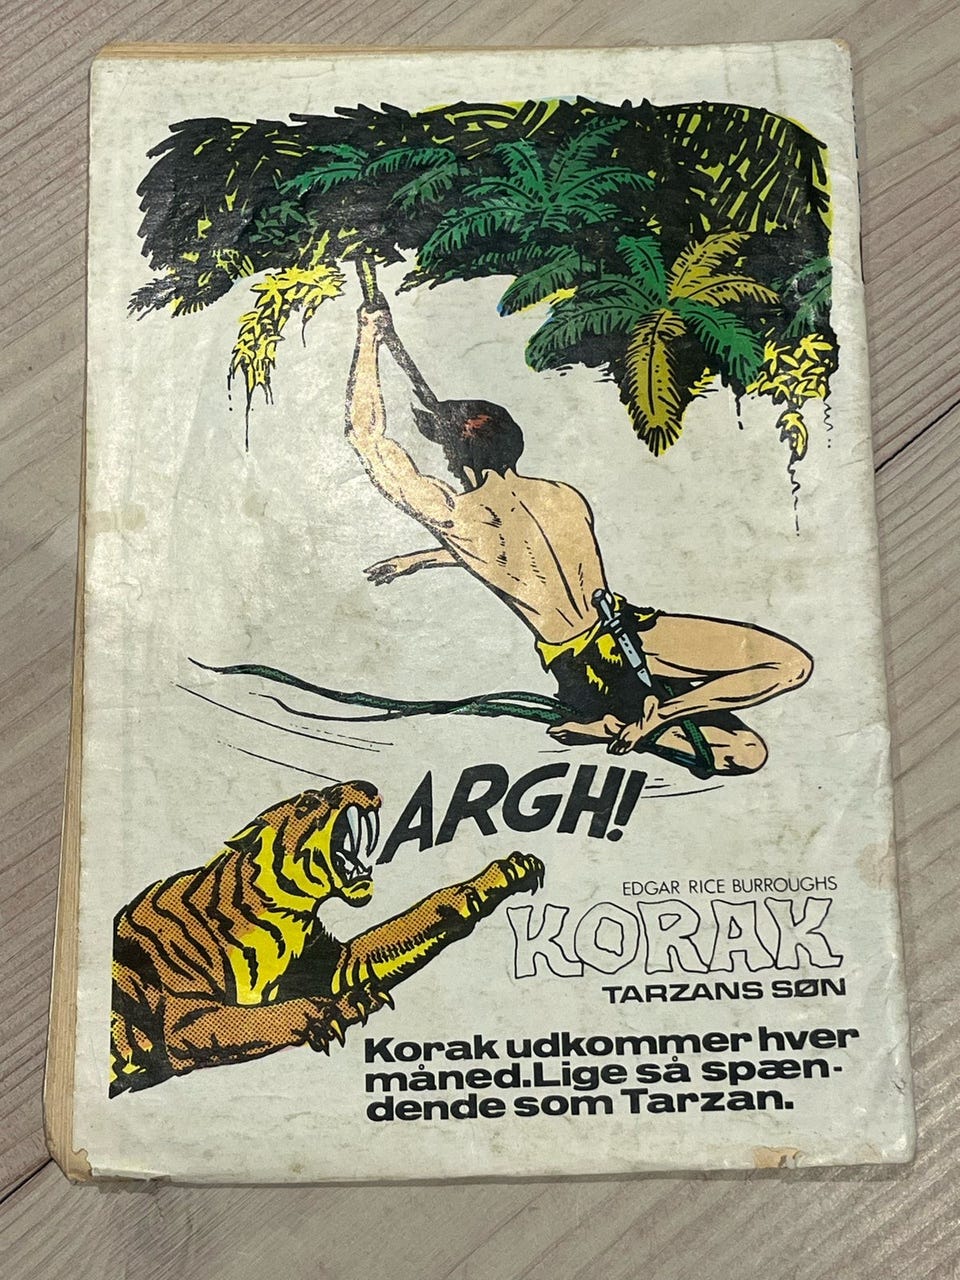 ARGH!
EDGAR RICE BURROUGHS
KORAK
TARZANS SØN
Korak udkommer hver
måned.Lige så spæn-
dende som Tarzan.